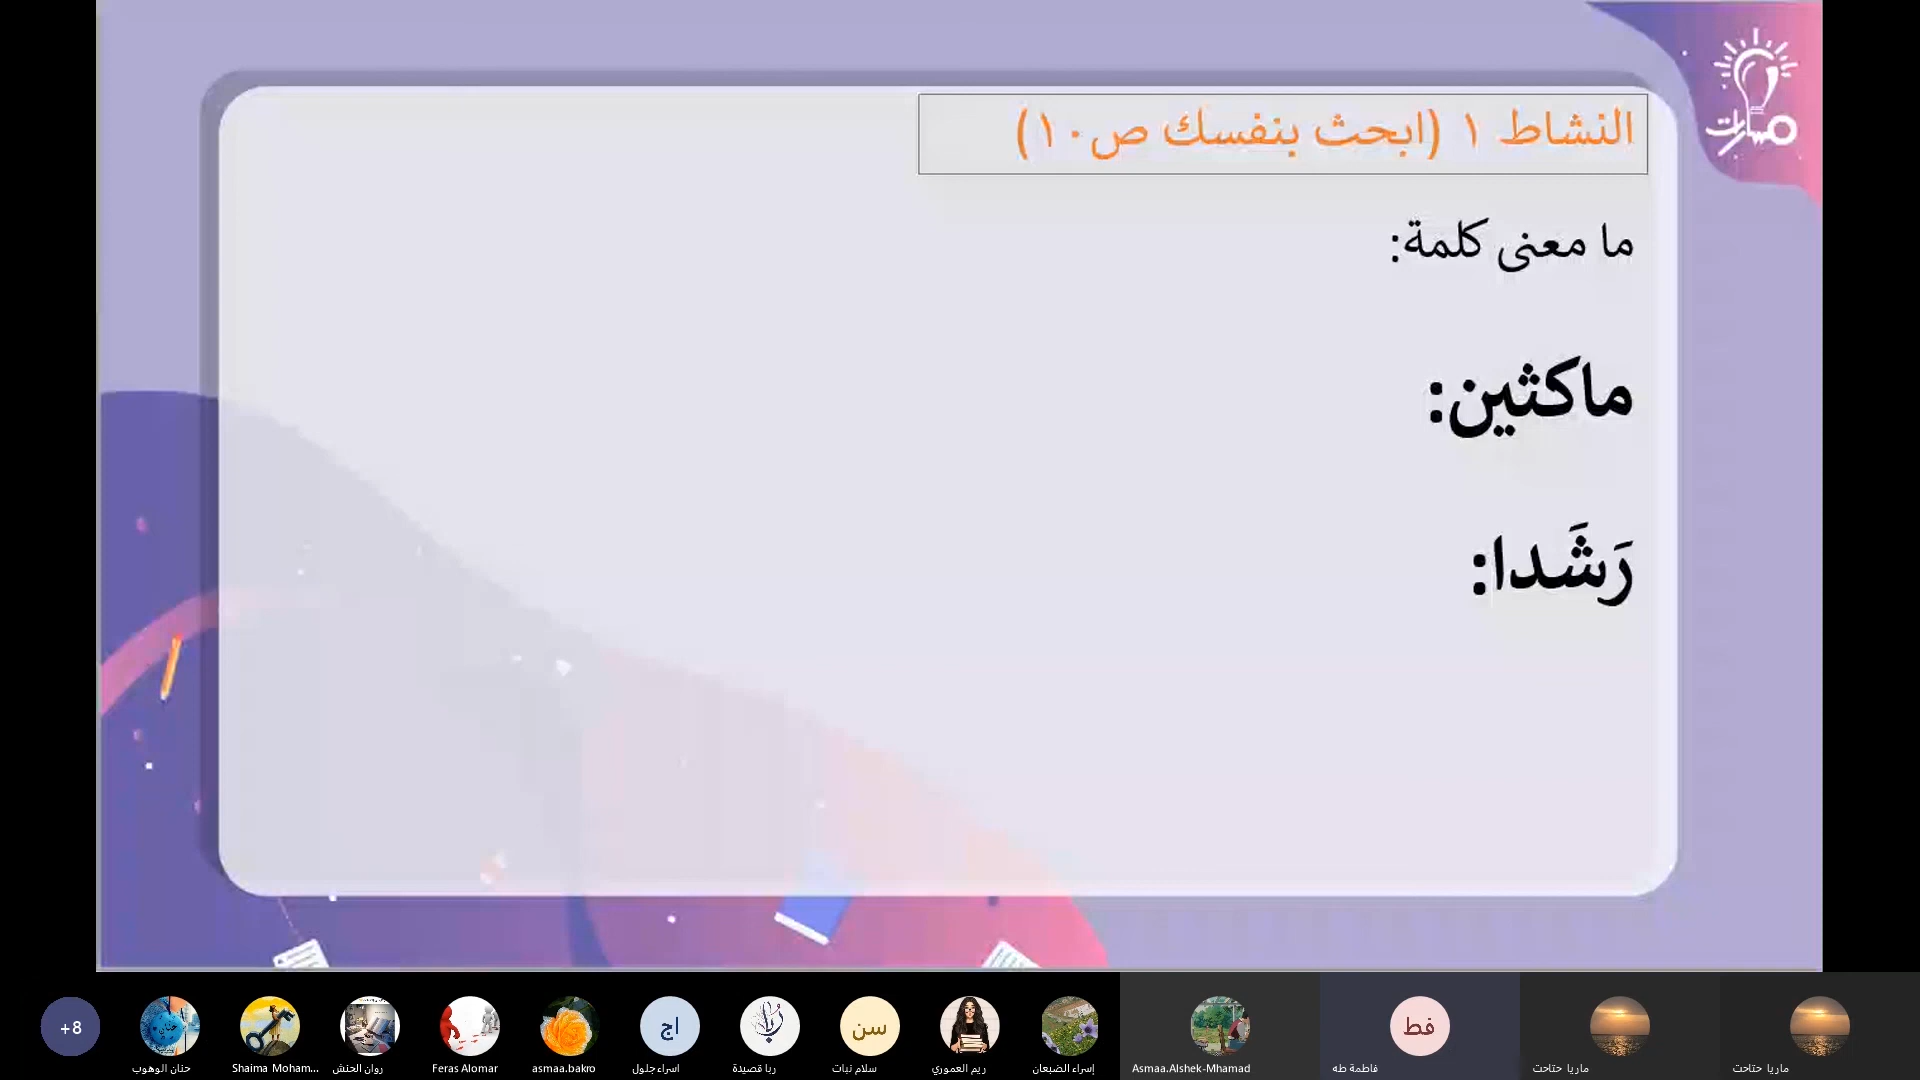 مسارات
النشاط ١ (ابحث بنفسك ص١٠)
ما معنى كلمة:
ماكثين:
رَشَدا:
+8
حنان الوهوب
Shaima Moham...
روان الحنش
Feras Alomar
asmaa.bakro
اج
اسراء جلول
ربا قصيدة
سن
سلام نبات
ريم العموري
إسراء الضبعان
Asmaa.Alshek-Mhamad
فط
فاطمة طه
ماريا حتاحت
ماريا حتاحت